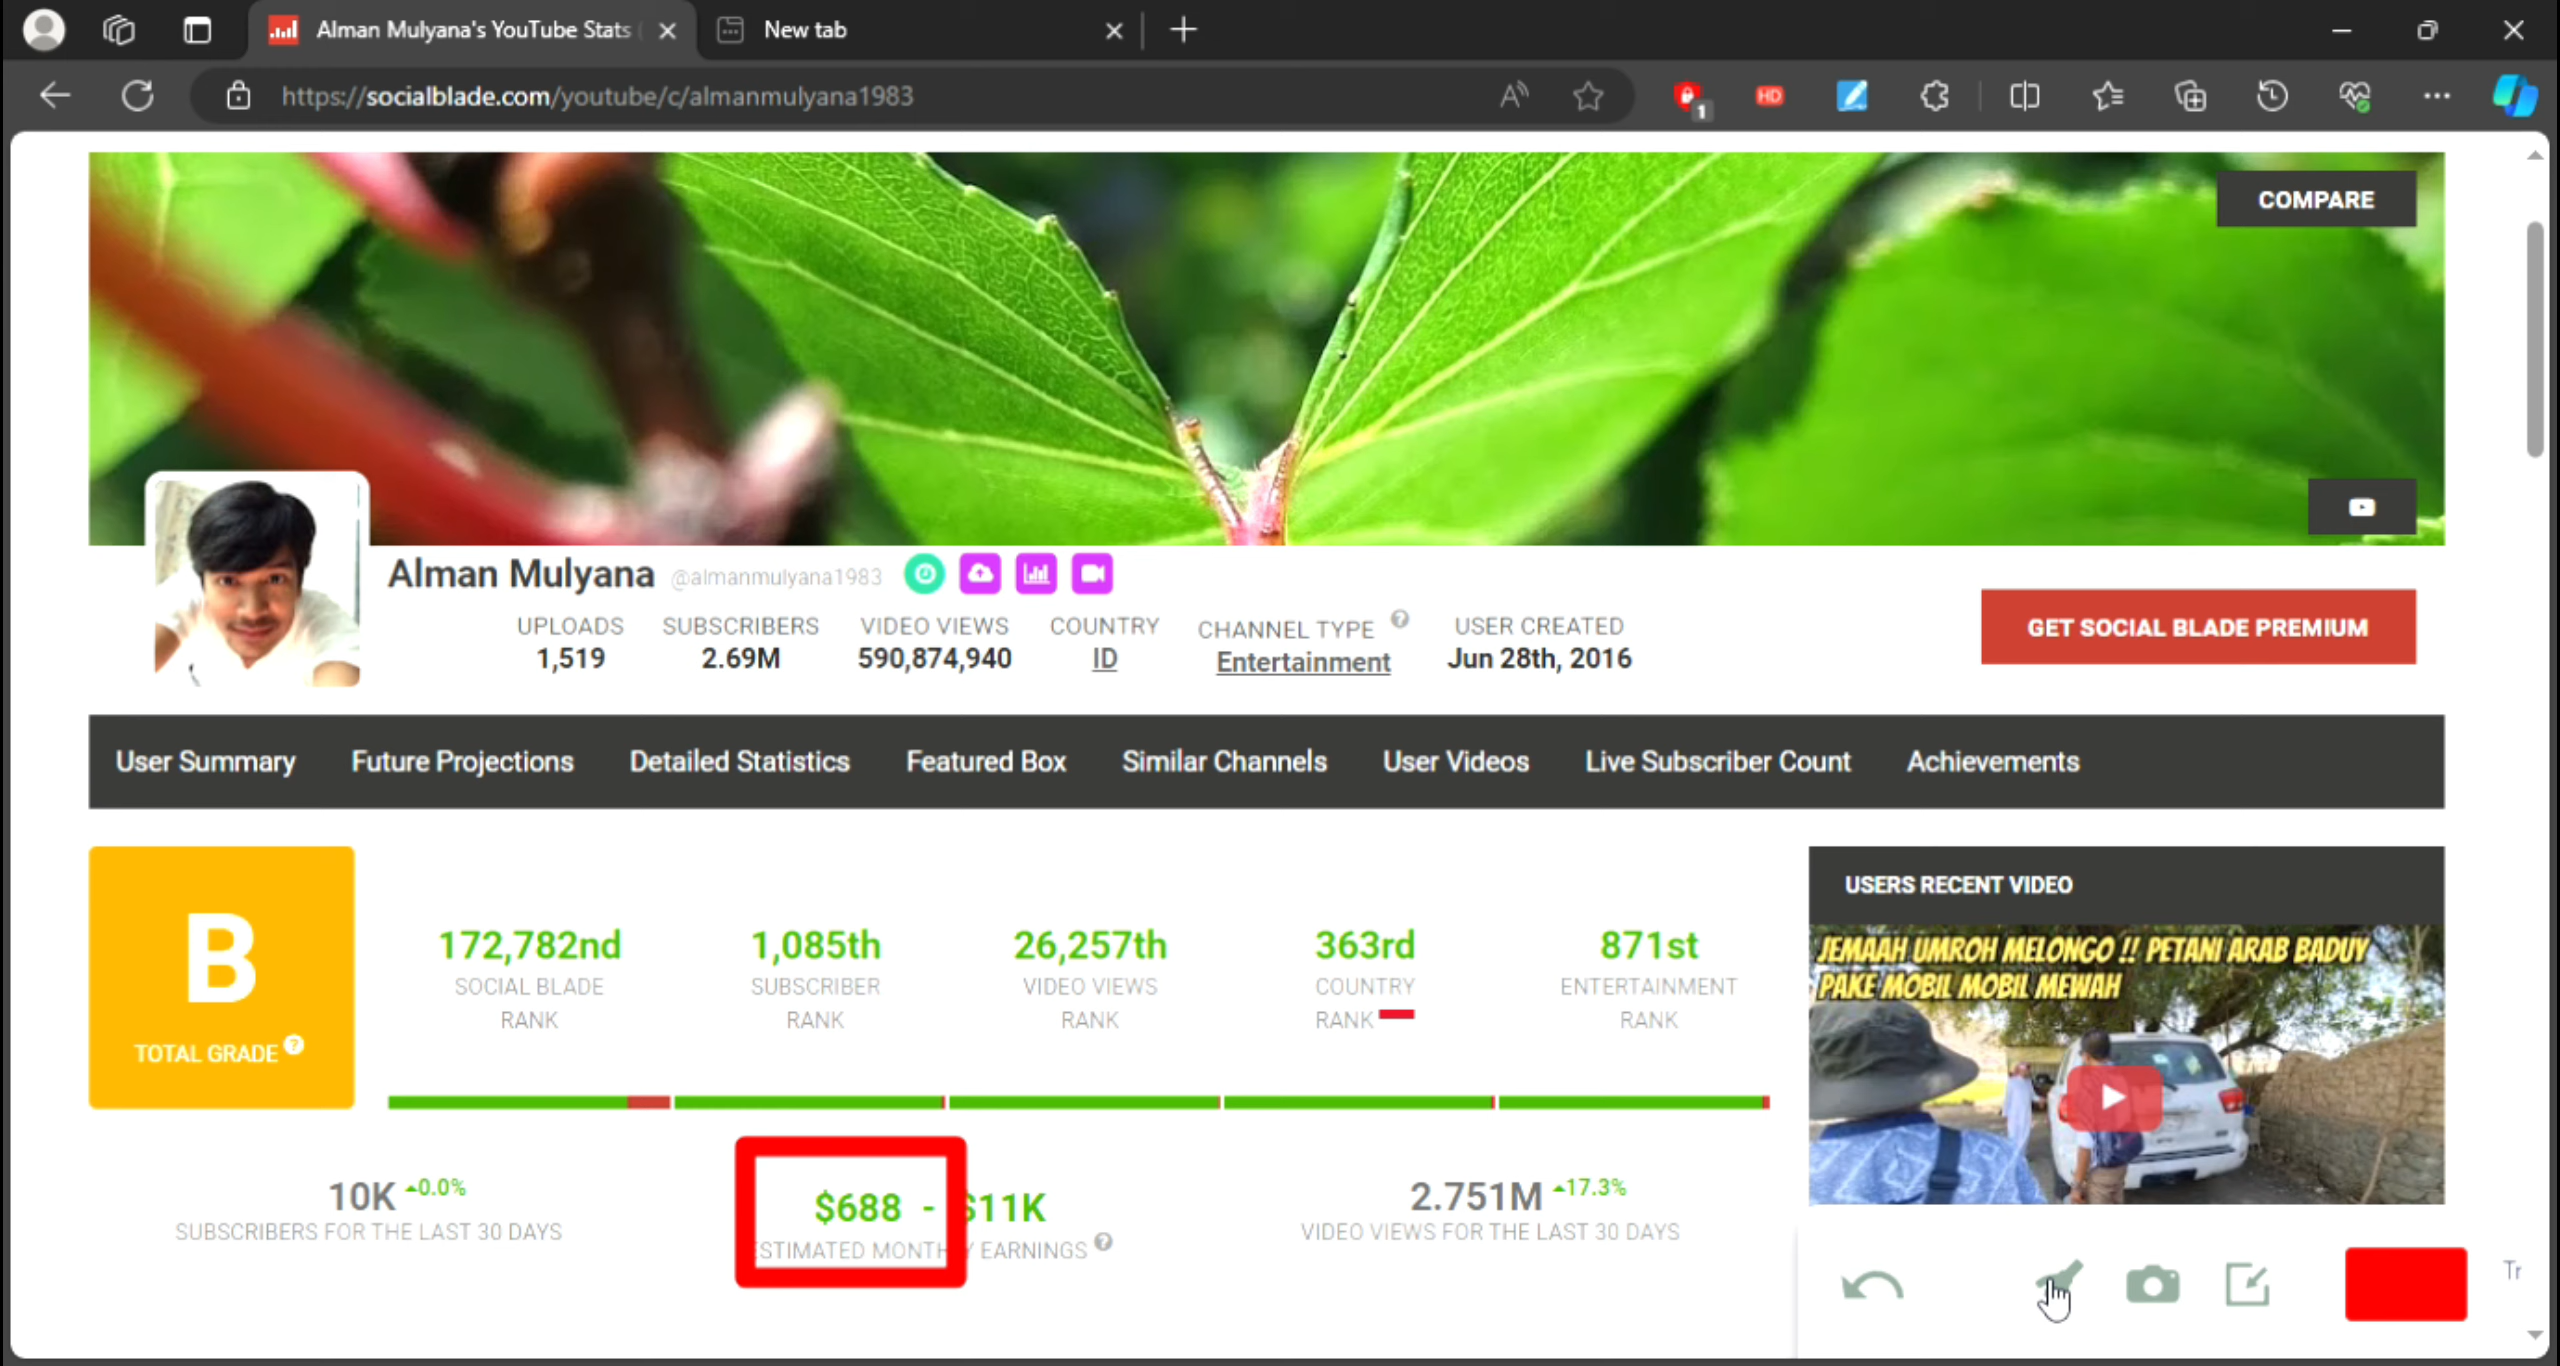 Alman Mulyana's YouTube Stats
New tab
https://socialblade.com/youtube/c/almanmulyana1983
1
HD
COMPARE
Alman Mulyana @almanmulyana1983
UPLOADS SUBSCRIBERS VIDEO VIEWS COUNTRY CHANNEL TYPE ? USER CREATED
1,519 2.69M 590,874,940 ID Entertainment Jun 28th, 2016
GET SOCIAL BLADE PREMIUM
User Summary Future Projections Detailed Statistics Featured Box Similar Channels User Videos Live Subscriber Count Achievements
B
TOTAL GRADE ?
172,782nd 1,085th 26,257th 363rd 871st
SOCIAL BLADE SUBSCRIBER VIDEO VIEWS COUNTRY ENTERTAINMENT
RANK RANK RANK RANK RANK
USERS RECENT VIDEO
JEMAAH UMROH MELONGO !! PETANI ARAB BADUY
PAKE MOBIL MOBIL MEWAH
10K 0.0%
SUBSCRIBERS FOR THE LAST 30 DAYS
$688 - $11K
ESTIMATED MONTHLY EARNINGS ?
2.751M 17.3%
VIDEO VIEWS FOR THE LAST 30 DAYS
Tr